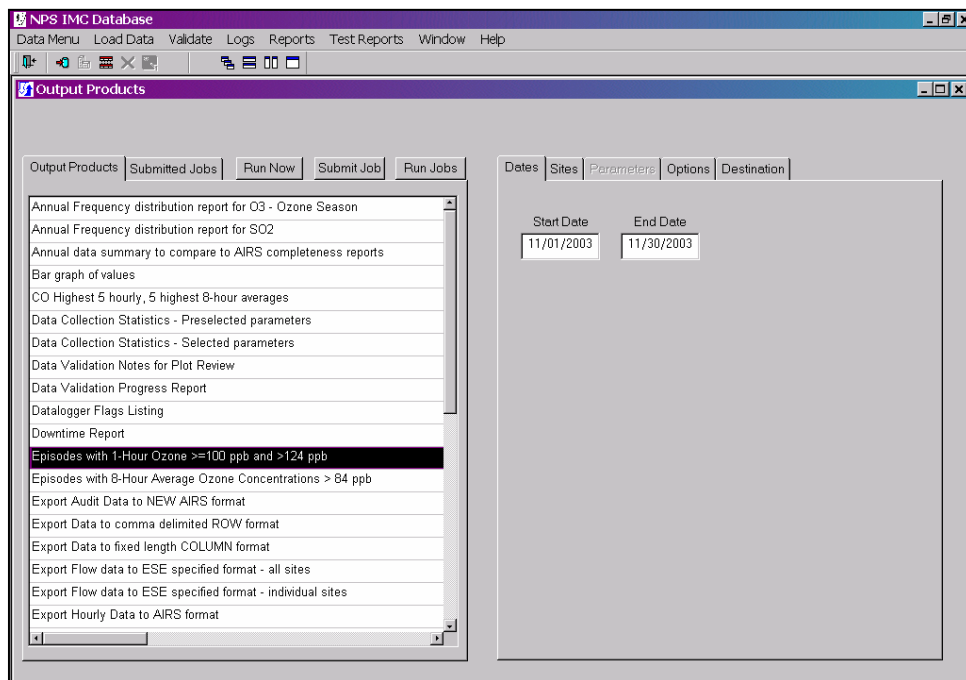 NPS IMC Database
Data Menu Load Data Validate Logs Reports Test Reports Window Help
Output Products
Output Products Submitted Jobs Run Now Submit Job Run Jobs
Annual Frequency distribution report for O3 - Ozone Season
Annual Frequency distribution report for SO2
Annual data summary to compare to AIRS completeness reports
Bar graph of values
CO Highest 5 hourly, 5 highest 8-hour averages
Data Collection Statistics - Preselected parameters
Data Collection Statistics - Selected parameters
Data Validation Notes for Plot Review
Data Validation Progress Report
Datalogger Flags Listing
Downtime Report
Episodes with 1-Hour Ozone >=100 ppb and >124 ppb
Episodes with 8-Hour Average Ozone Concentrations > 84 ppb
Export Audit Data to NEW AIRS format
Export Data to comma delimited ROW format
Export Data to fixed length COLUMN format
Export Flow data to ESE specified format - all sites
Export Flow data to ESE specified format - individual sites
Export Hourly Data to AIRS format
Dates Sites Parameters Options Destination
Start Date End Date
11/01/2003 11/30/2003